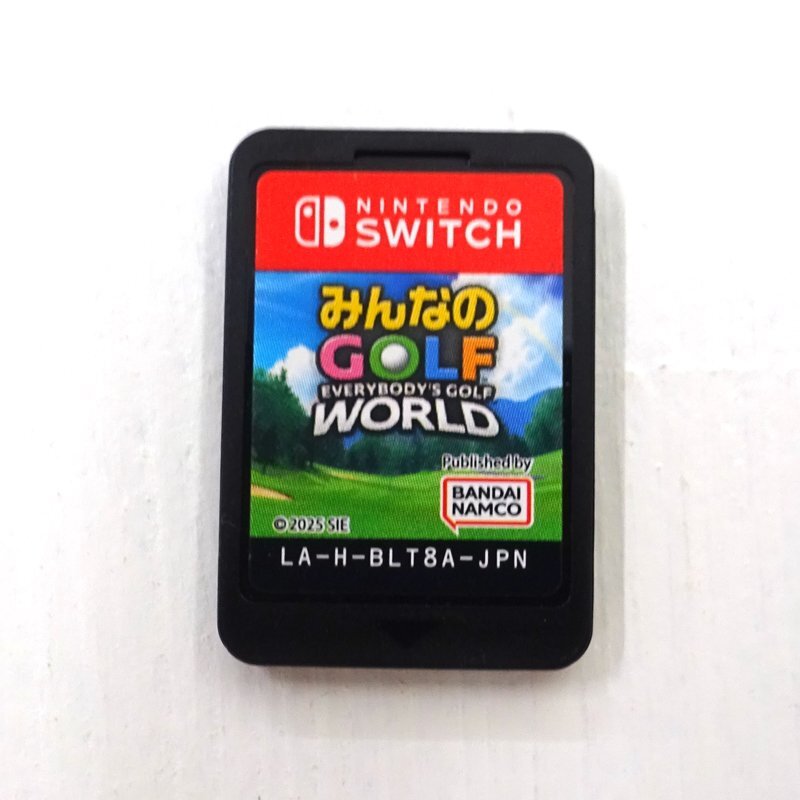 NINTENDO
SWITCH
みんなの
GOLF
EVERYBODY'S GOLF
WORLD
Published by
BANDAI
NAMCO
© 2025 SIE
LA-H-BLT8A-JPN